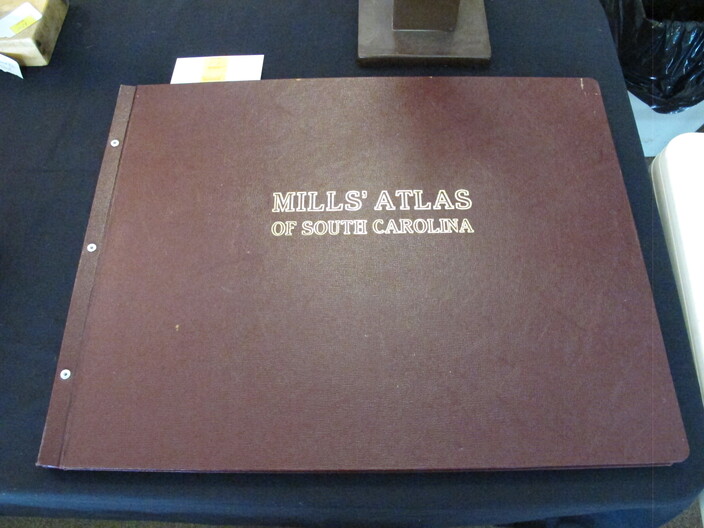 MILLS' ATLAS
OF SOUTH CAROLINA